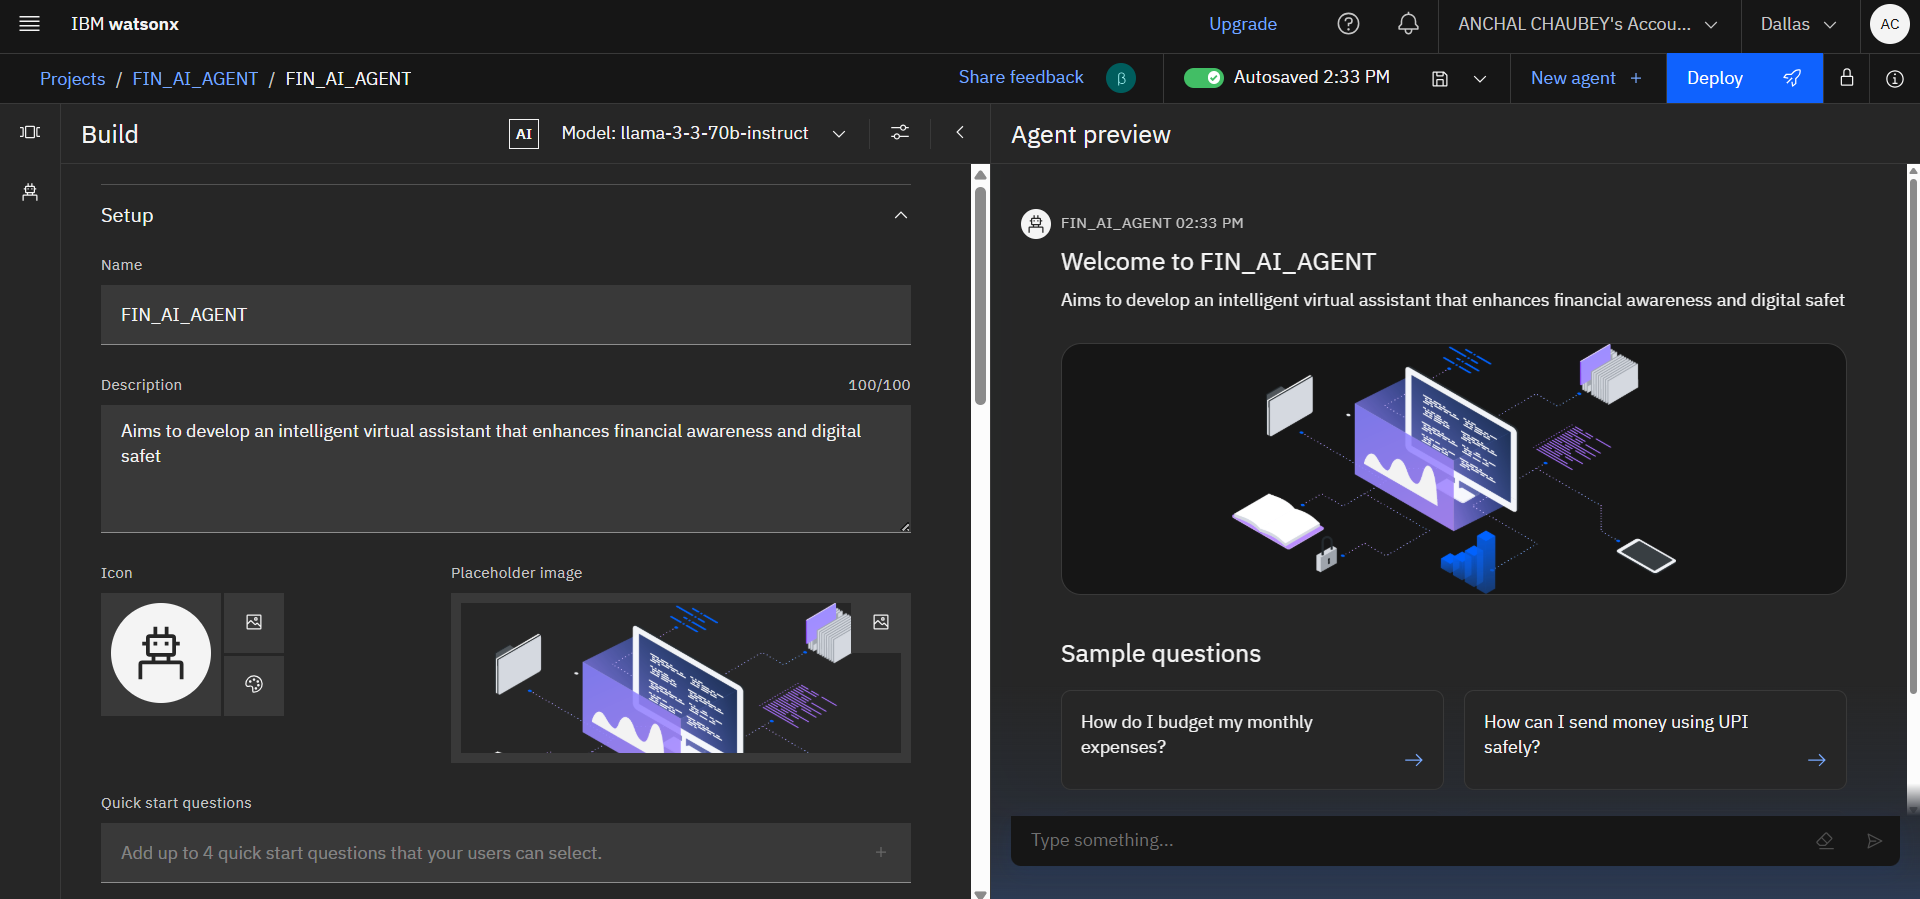 IBM watsonx
Upgrade
ANCHAL CHAUBEY's Accou...
Dallas
AC
Projects / FIN_AI_AGENT / FIN_AI_AGENT
Share feedback
β
Autosaved 2:33 PM
New agent +
Deploy
Build
AI
Model: llama-3-3-70b-instruct
Setup
Name
FIN_AI_AGENT
Description
100/100
Aims to develop an intelligent virtual assistant that enhances financial awareness and digital
safet
Icon
Placeholder image
Quick start questions
Add up to 4 quick start questions that your users can select.
Agent preview
FIN_AI_AGENT 02:33 PM
Welcome to FIN_AI_AGENT
Aims to develop an intelligent virtual assistant that enhances financial awareness and digital safet
Sample questions
How do I budget my monthly
expenses?
How can I send money using UPI
safely?
Type something...